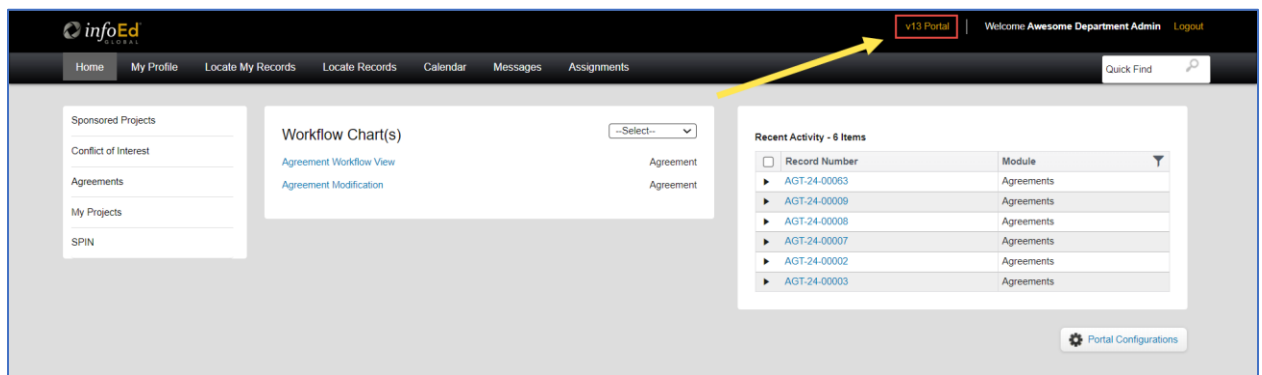 infoEd
GLOBAL
v13 Portal
Welcome Awesome Department Admin
Logout
Home
My Profile
Locate My Records
Locate Records
Calendar
Messages
Assignments
Quick Find
Sponsored Projects
Conflict of Interest
Agreements
My Projects
SPIN
Workflow Chart(s)
--Select--
Agreement Workflow View Agreement
Agreement Modification Agreement
Recent Activity - 6 Items
Record Number Module
AGT-24-00063 Agreements
AGT-24-00009 Agreements
AGT-24-00008 Agreements
AGT-24-00007 Agreements
AGT-24-00002 Agreements
AGT-24-00003 Agreements
Portal Configurations